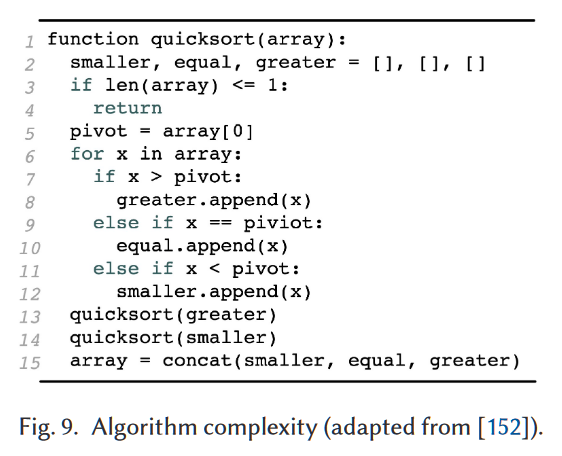 1 function quicksort(array):
2 smaller, equal, greater = [], [], []
3 if len(array) <= 1:
4 return
5 pivot = array[0]
6 for x in array:
7 if x > pivot:
8 greater.append(x)
9 else if x == piviot:
10 equal.append(x)
11 else if x < pivot:
12 smaller.append(x)
13 quicksort(greater)
14 quicksort(smaller)
15 array = concat(smaller, equal, greater)
Fig. 9. Algorithm complexity (adapted from [152]).